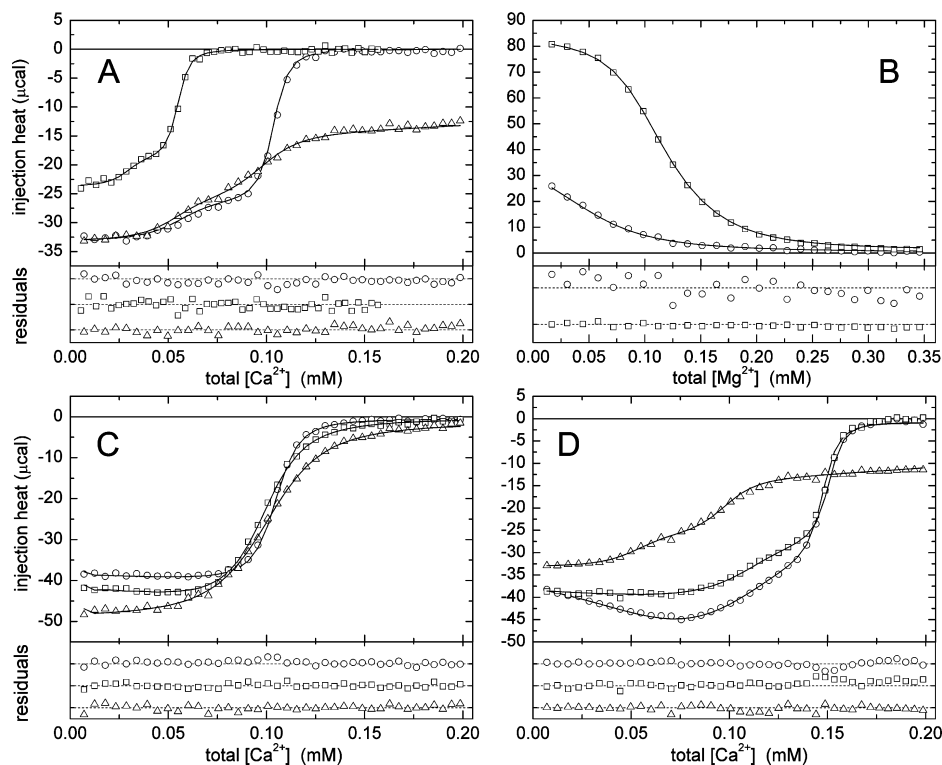 A
B
injection heat (µcal)
5
0
-5
-10
-15
-20
-25
-30
-35
90
80
70
60
50
40
30
20
10
0
residuals
0.00 0.05 0.10 0.15 0.20
0.00 0.05 0.10 0.15 0.20 0.25 0.30 0.35
total [Ca2+] (mM)
total [Mg2+] (mM)
C
D
injection heat (µcal)
0
-10
-20
-30
-40
-50
5
0
-5
-10
-15
-20
-25
-30
-35
-40
-45
-50
residuals
0.00 0.05 0.10 0.15 0.20
0.00 0.05 0.10 0.15 0.20
total [Ca2+] (mM)
total [Ca2+] (mM)